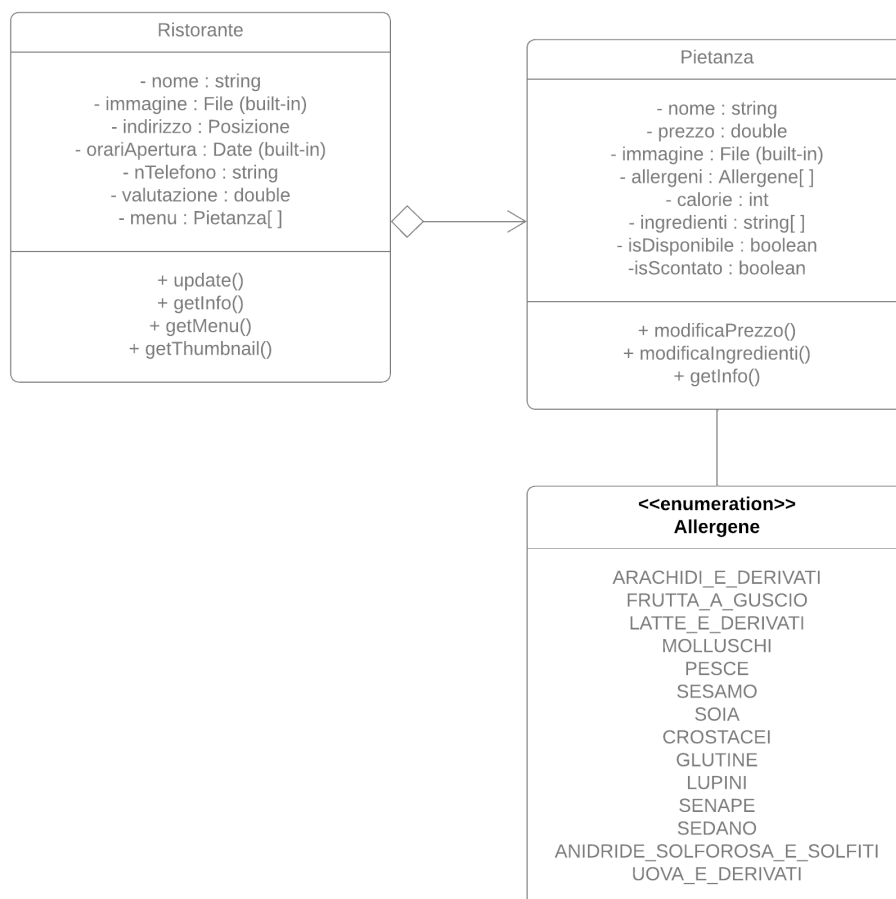 Ristorante
- nome : string
- immagine : File (built-in)
- indirizzo : Posizione
- orariApertura : Date (built-in)
- nTelefono : string
- valutazione : double
- menu : Pietanza[ ]
+ update()
+ getInfo()
+ getMenu()
+ getThumbnail()
Pietanza
- nome : string
- prezzo : double
- immagine : File (built-in)
- allergeni : Allergene[ ]
- calorie : int
- ingredienti : string[ ]
- isDisponibile : boolean
-isScontato : boolean
+ modificaPrezzo()
+ modificaIngredienti()
+ getInfo()
<<enumeration>>
Allergene
ARACHIDI_E_DERIVATI
FRUTTA_A_GUSCIO
LATTE_E_DERIVATI
MOLLUSCHI
PESCE
SESAMO
SOIA
CROSTACEI
GLUTINE
LUPINI
SENAPE
SEDANO
ANIDRIDE_SOLFOROSA_E_SOLFITI
UOVA_E_DERIVATI